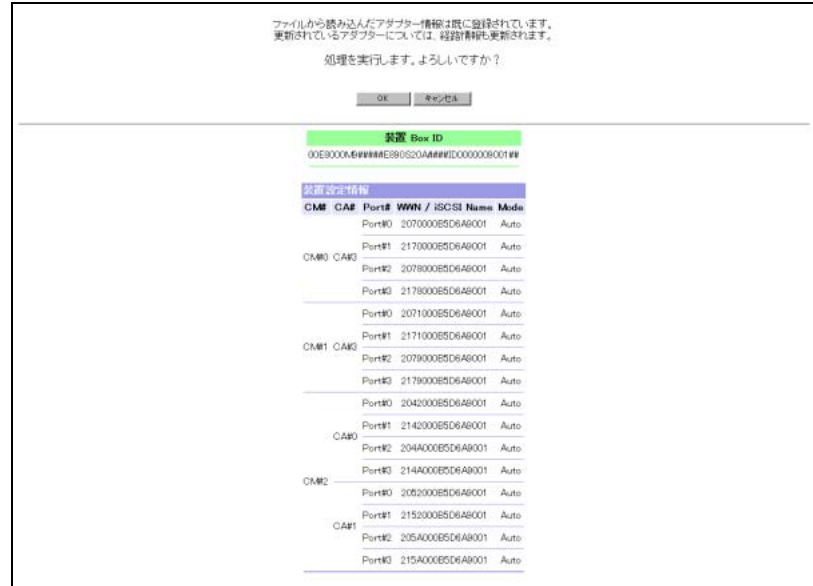 ファイルから読み込んだアダプター情報は既に登録されています。
更新されているアダプターについては、経路情報も更新されます。
処理を実行します。よろしいですか？
OK キャンセル
装置 Box ID
00E8000M9#####E890S20A####ID0000009001##
装置設定情報
CM# CA# Port# WWN / iSCSI Name Mode
CM#0 CA#3 Port#0 2070000B5D6A9001 Auto
Port#1 2170000B5D6A9001 Auto
Port#2 2078000B5D6A9001 Auto
Port#3 2178000B5D6A9001 Auto
CM#1 CA#3 Port#0 2071000B5D6A9001 Auto
Port#1 2171000B5D6A9001 Auto
Port#2 2079000B5D6A9001 Auto
Port#3 2179000B5D6A9001 Auto
CM#2 CA#0 Port#0 2042000B5D6A9001 Auto
Port#1 2142000B5D6A9001 Auto
Port#2 204A000B5D6A9001 Auto
Port#3 214A000B5D6A9001 Auto
CA#1 Port#0 2052000B5D6A9001 Auto
Port#1 2152000B5D6A9001 Auto
Port#2 205A000B5D6A9001 Auto
Port#3 215A000B5D6A9001 Auto